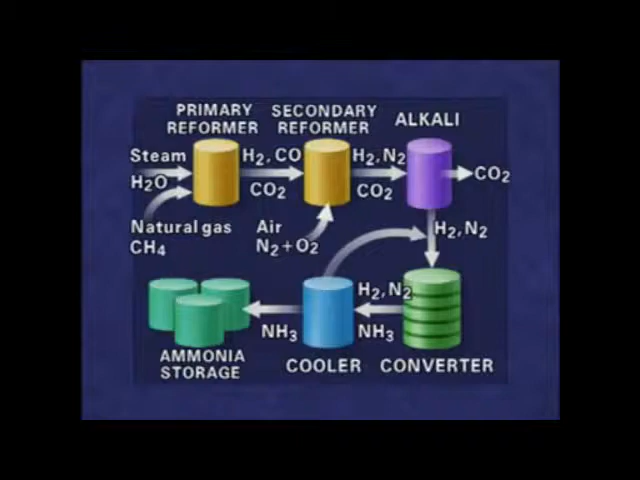 PRIMARY REFORMER
SECONDARY REFORMER
ALKALI
Steam
H2O
H2, CO
CO2
H2, N2
CO2
CO2
Natural gas
CH4
Air
N2+O2
H2, N2
H2, N2
NH3
NH3
AMMONIA STORAGE
COOLER
CONVERTER